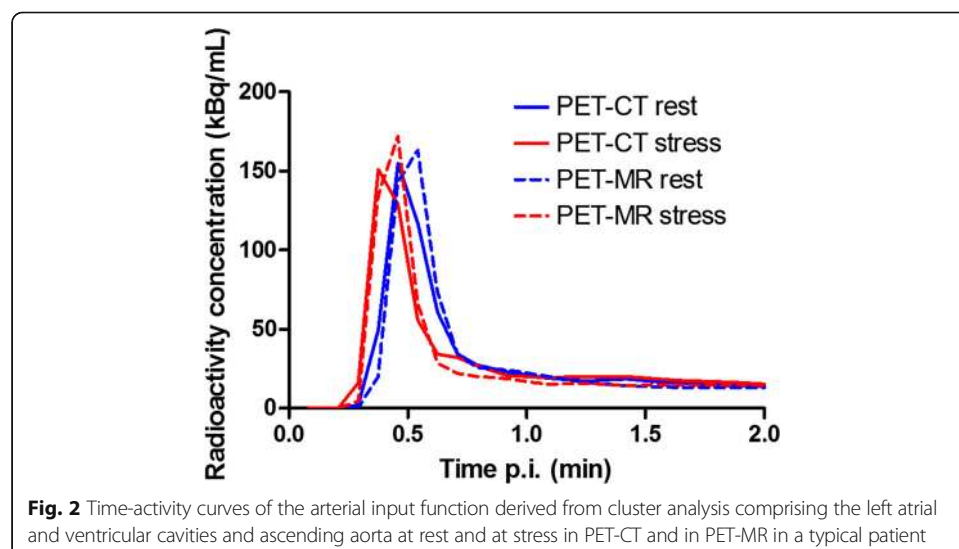 Radioactivity concentration (kBq/mL)
200
150
100
50
0
PET-CT rest
PET-CT stress
PET-MR rest
PET-MR stress
0.0 0.5 1.0 1.5 2.0
Time p.i. (min)
Fig. 2 Time-activity curves of the arterial input function derived from cluster analysis comprising the left atrial
and ventricular cavities and ascending aorta at rest and at stress in PET-CT and in PET-MR in a typical patient